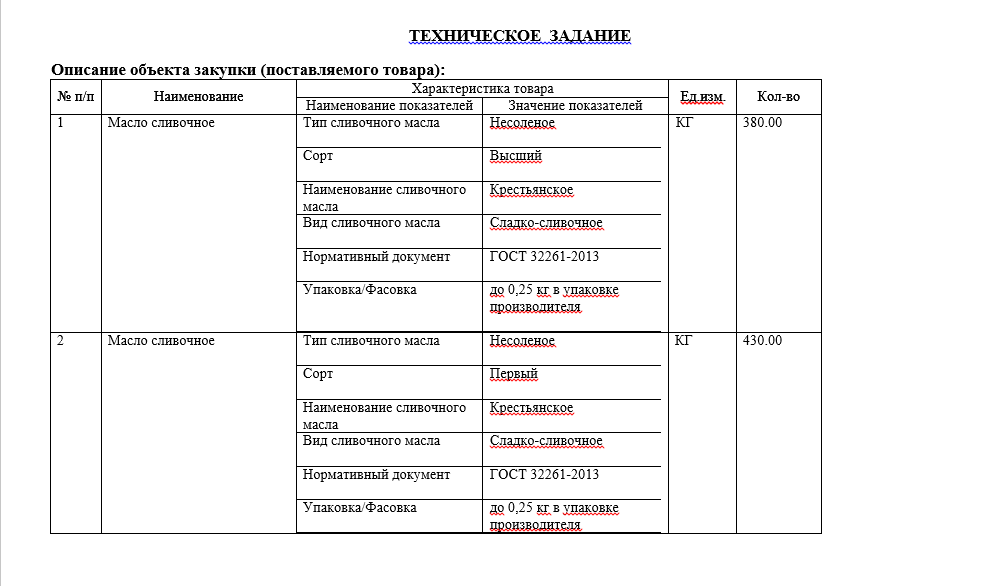 ТЕХНИЧЕСКОЕ ЗАДАНИЕ
Описание объекта закупки (поставляемого товара):
№ п/п Наименование Характеристика товара Ед.изм. Кол-во
Наименование показателей Значение показателей
1 Масло сливочное Тип сливочного масла Несоленое КГ 380.00
Сорт Высший
Наименование сливочного Крестьянское
масла
Вид сливочного масла Сладко-сливочное
Нормативный документ ГОСТ 32261-2013
Упаковка/Фасовка до 0,25 кг в упаковке
производителя
2 Масло сливочное Тип сливочного масла Несоленое КГ 430.00
Сорт Первый
Наименование сливочного Крестьянское
масла
Вид сливочного масла Сладко-сливочное
Нормативный документ ГОСТ 32261-2013
Упаковка/Фасовка до 0,25 кг в упаковке
производителя